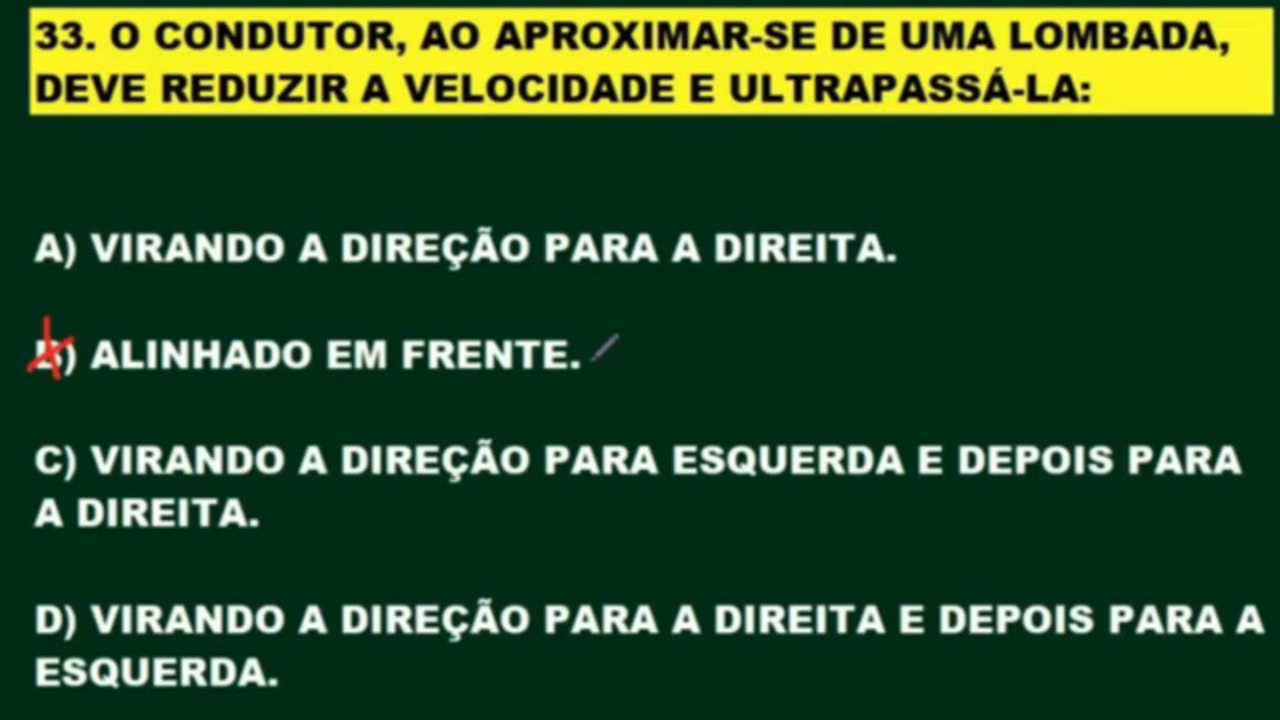 33. O CONDUTOR, AO APROXIMAR-SE DE UMA LOMBADA,
DEVE REDUZIR A VELOCIDADE E ULTRAPASSÁ-LA:
A) VIRANDO A DIREÇÃO PARA A DIREITA.
B) ALINHADO EM FRENTE.
C) VIRANDO A DIREÇÃO PARA ESQUERDA E DEPOIS PARA
A DIREITA.
D) VIRANDO A DIREÇÃO PARA A DIREITA E DEPOIS PARA A
ESQUERDA.